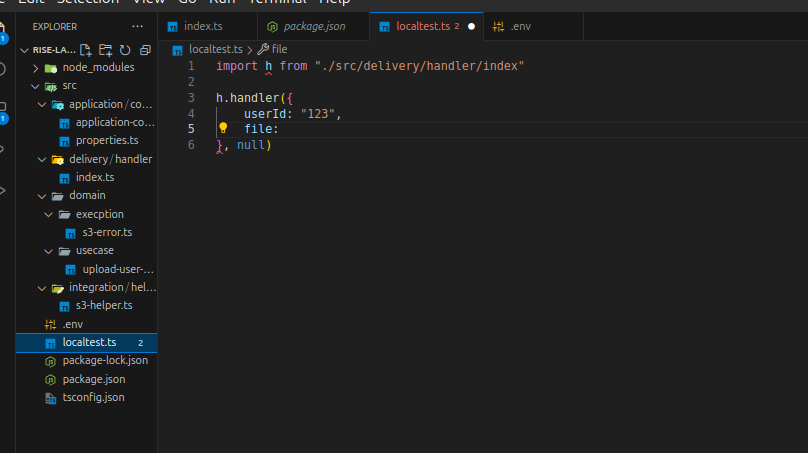 Edit Selection View Go Run Terminal Help
EXPLORER ···
index.ts
package.json
localtest.ts 2
.env
RISE-LA...
node_modules
src
application/co...
application-co...
properties.ts
delivery/handler
index.ts
domain
execption
s3-error.ts
usecase
upload-user-...
integration/hel...
s3-helper.ts
.env
localtest.ts 2
package-lock.json
package.json
tsconfig.json
localtest.ts > file
1 import h from "./src/delivery/handler/index"
2
3 h.handler({
4 userId: "123",
5 file:
6 }, null)
1
1